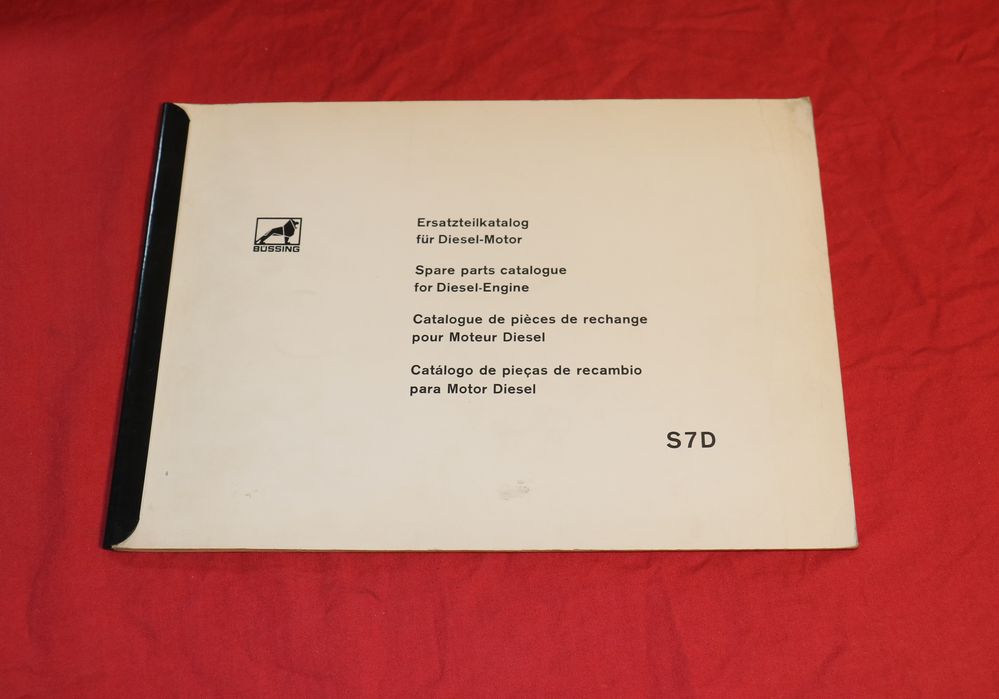 BÜSSING
Ersatzteilkatalog
für Diesel-Motor
Spare parts catalogue
for Diesel-Engine
Catalogue de pièces de rechange
pour Moteur Diesel
Catálogo de pieças de recambio
para Motor Diesel
S7D